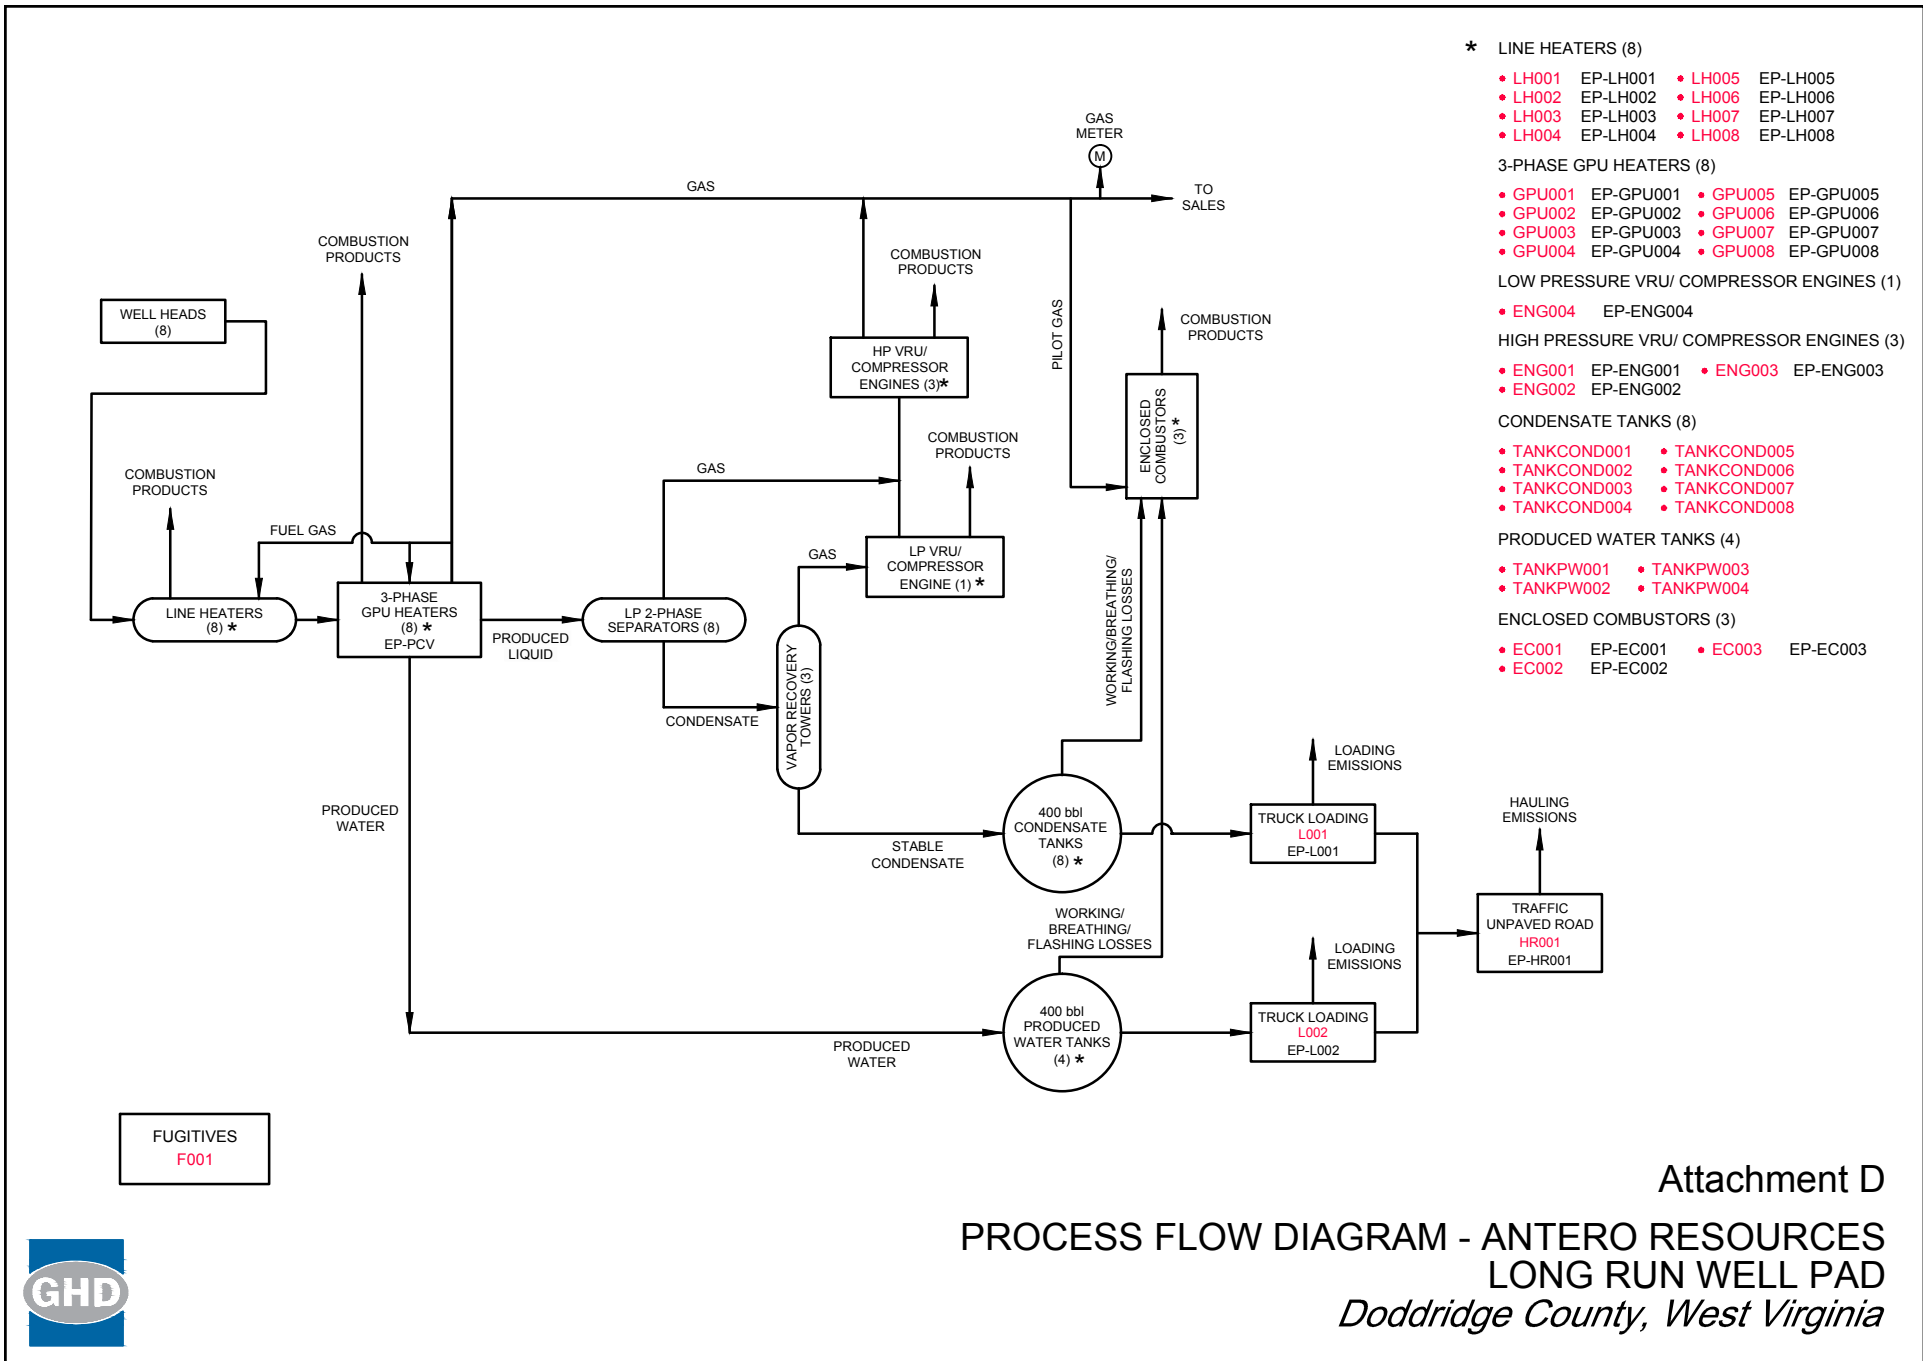 * LINE HEATERS (8)
• LH001 EP-LH001 • LH005 EP-LH005
• LH002 EP-LH002 • LH006 EP-LH006
• LH003 EP-LH003 • LH007 EP-LH007
• LH004 EP-LH004 • LH008 EP-LH008
3-PHASE GPU HEATERS (8)
• GPU001 EP-GPU001 • GPU005 EP-GPU005
• GPU002 EP-GPU002 • GPU006 EP-GPU006
• GPU003 EP-GPU003 • GPU007 EP-GPU007
• GPU004 EP-GPU004 • GPU008 EP-GPU008
LOW PRESSURE VRU/ COMPRESSOR ENGINES (1)
• ENG004 EP-ENG004
HIGH PRESSURE VRU/ COMPRESSOR ENGINES (3)
• ENG001 EP-ENG001 • ENG003 EP-ENG003
• ENG002 EP-ENG002
CONDENSATE TANKS (8)
• TANKCOND001 • TANKCOND005
• TANKCOND002 • TANKCOND006
• TANKCOND003 • TANKCOND007
• TANKCOND004 • TANKCOND008
PRODUCED WATER TANKS (4)
• TANKPW001 • TANKPW003
• TANKPW002 • TANKPW004
ENCLOSED COMBUSTORS (3)
• EC001 EP-EC001 • EC003 EP-EC003
• EC002 EP-EC002
GAS
METER
M
GAS
TO
SALES
COMBUSTION
PRODUCTS
COMBUSTION
PRODUCTS
WELL HEADS
(8)
HP VRU/
COMPRESSOR
ENGINES (3)*
PILOT GAS
COMBUSTION
PRODUCTS
ENCLOSED
COMBUSTORS
(3) *
COMBUSTION
PRODUCTS
COMBUSTION
PRODUCTS
GAS
FUEL GAS
GAS
LP VRU/
COMPRESSOR
ENGINE (1) *
LINE HEATERS
(8) *
3-PHASE
GPU HEATERS
(8) *
EP-PCV
PRODUCED
LIQUID
LP 2-PHASE
SEPARATORS (8)
CONDENSATE
VAPOR RECOVERY
TOWERS (3)
WORKING/BREATHING/
FLASHING LOSSES
PRODUCED
WATER
STABLE
CONDENSATE
400 bbl
CONDENSATE
TANKS
(8) *
LOADING
EMISSIONS
TRUCK LOADING
L001
EP-L001
HAULING
EMISSIONS
TRAFFIC
UNPAVED ROAD
HR001
EP-HR001
WORKING/
BREATHING/
FLASHING LOSSES
LOADING
EMISSIONS
PRODUCED
WATER
400 bbl
PRODUCED
WATER TANKS
(4) *
TRUCK LOADING
L002
EP-L002
FUGITIVES
F001
Attachment D
PROCESS FLOW DIAGRAM - ANTERO RESOURCES
LONG RUN WELL PAD
Doddridge County, West Virginia
GHD